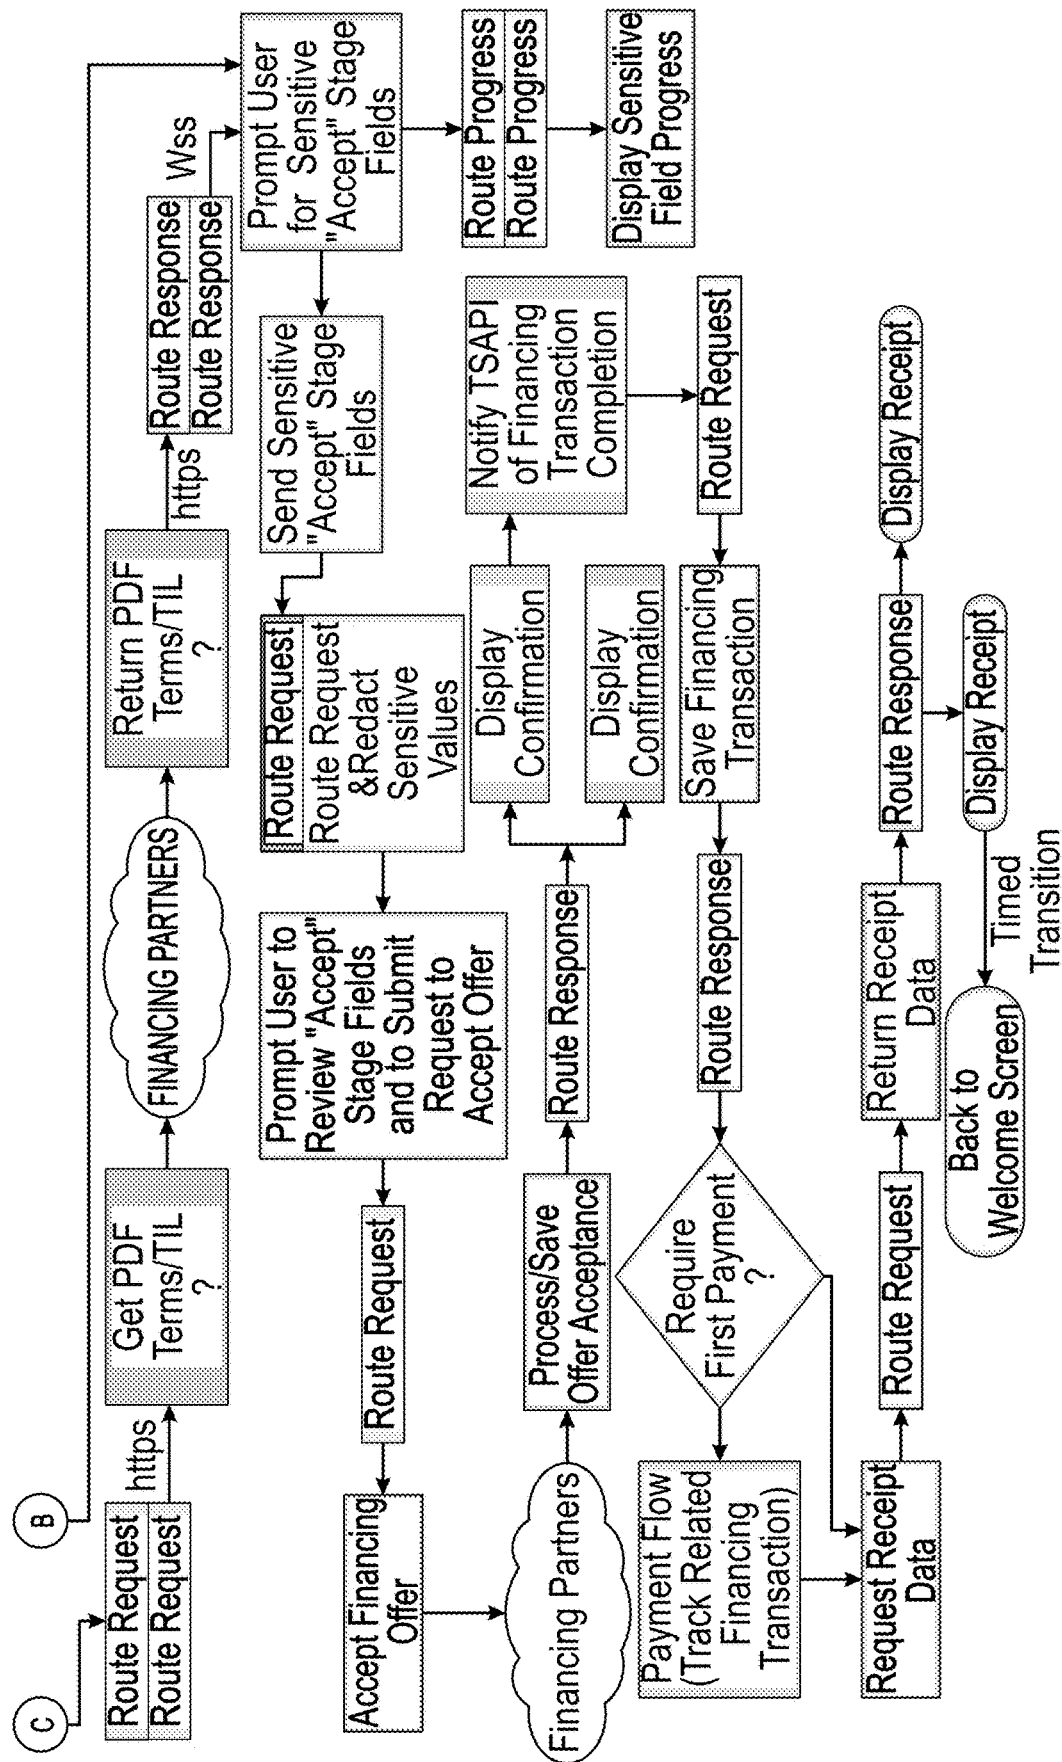 C
B
Route Request
Route Request
https
Get PDF
Terms/TIL
?
FINANCING PARTNERS
Return PDF
Terms/TIL
?
https
Route Response
Route Response
Wss
Prompt User
for Sensitive
"Accept" Stage
Fields
Route Progress
Route Progress
Display Sensitive
Field Progress
Send Sensitive
"Accept" Stage
Fields
Route Request
Route Request
&Redact
Sensitive
Values
Prompt User to
Review "Accept"
Stage Fields
and to Submit
Request to
Accept Offer
Route Request
Accept Financing
Offer
Financing Partners
Process/Save
Offer Acceptance
Route Response
Display
Confirmation
Display
Confirmation
Notify TSAPI
of Financing
Transaction
Completion
Route Request
Save Financing
Transaction
Route Response
Require
First Payment
?
Payment Flow
(Track Related
Financing
Transaction)
Request Receipt
Data
Route Request
Return Receipt
Data
Route Response
Display Receipt
Display Receipt
Timed
Transition
Back to
Welcome Screen